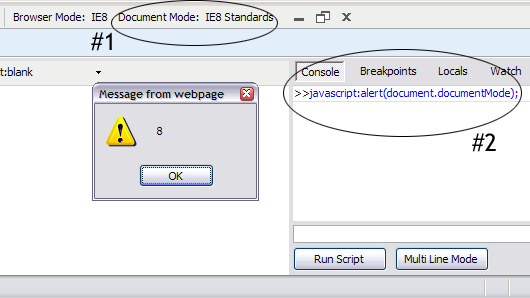 Browser Mode: IE8 Document Mode: IE8 Standards
#1
t:blank
Console Breakpoints Locals Watch
Message from webpage
>>javascript:alert(document.documentMode);
8
#2
OK
Run Script Multi Line Mode